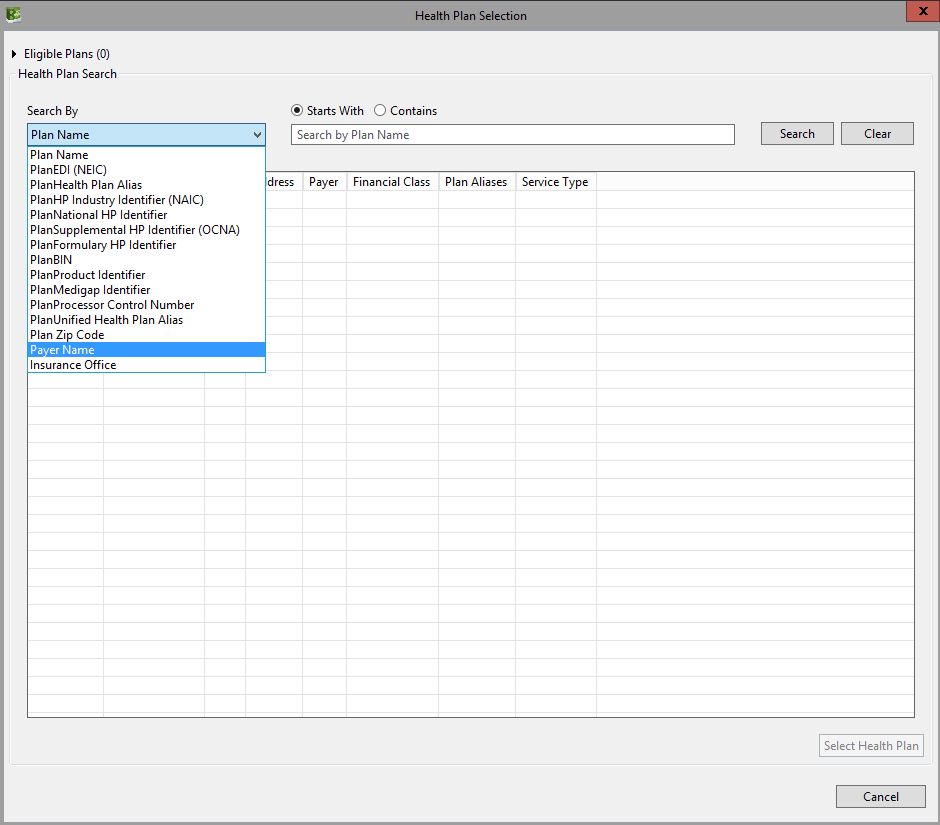 Health Plan Selection
Eligible Plans (0)
Health Plan Search
Search By
Starts With Contains
Plan Name
Search by Plan Name
Search Clear
Plan Name
PlanEDI (NEIC)
PlanHealth Plan Alias
PlanHP Industry Identifier (NAIC)
PlanNational HP Identifier
PlanSupplemental HP Identifier (OCNA)
PlanFormulary HP Identifier
PlanBIN
PlanProduct Identifier
PlanMedigap Identifier
PlanProcessor Control Number
PlanUnified Health Plan Alias
Plan Zip Code
Payer Name
Insurance Office
dress Payer Financial Class Plan Aliases Service Type
Select Health Plan
Cancel